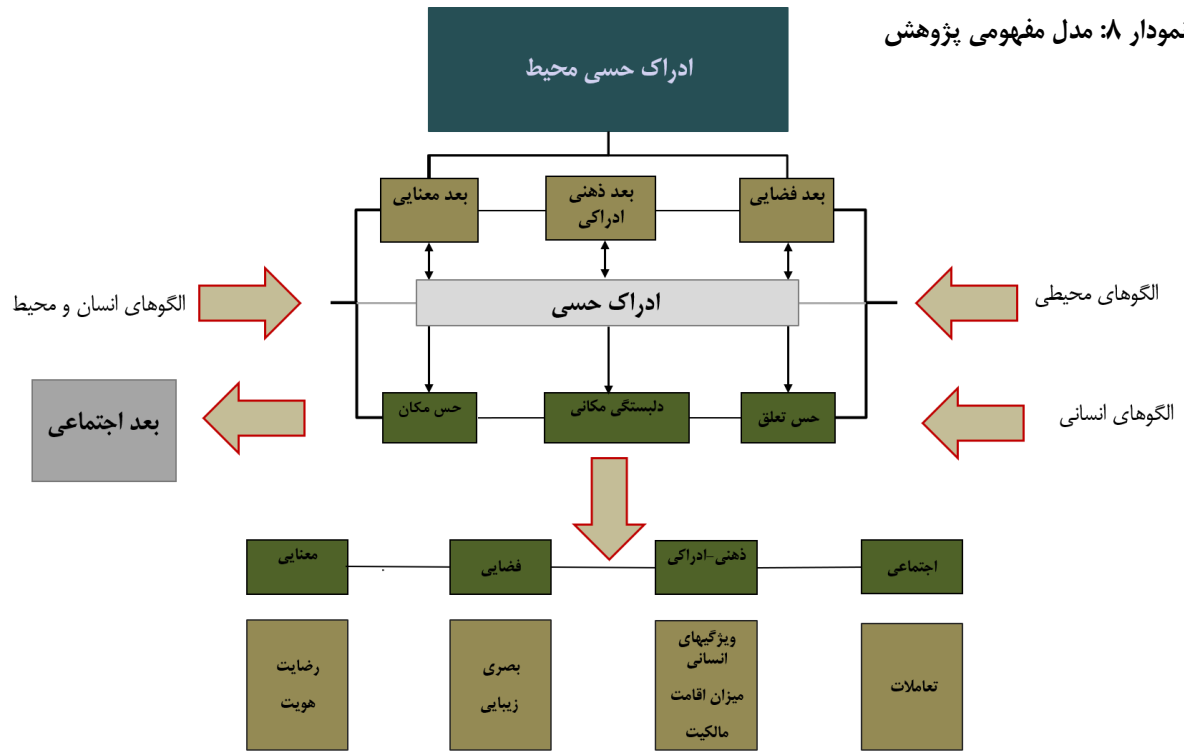 نمودار ۸: مدل مفهومی پژوهش
ادراک حسی محیط
بعد فضایی
بعد ذهنی
ادراکی
بعد معنایی
الگوهای محیطی
ادراک حسی
الگوهای انسان و محیط
الگوهای انسانی
حس تعلق
دلبستگی مکانی
حس مکان
بعد اجتماعی
اجتماعی
ذهنی-ادراکی
فضایی
معنایی
تعاملات
ویژگیهای
انسانی
میزان اقامت
مالکیت
بصری
زیبایی
رضایت
هویت